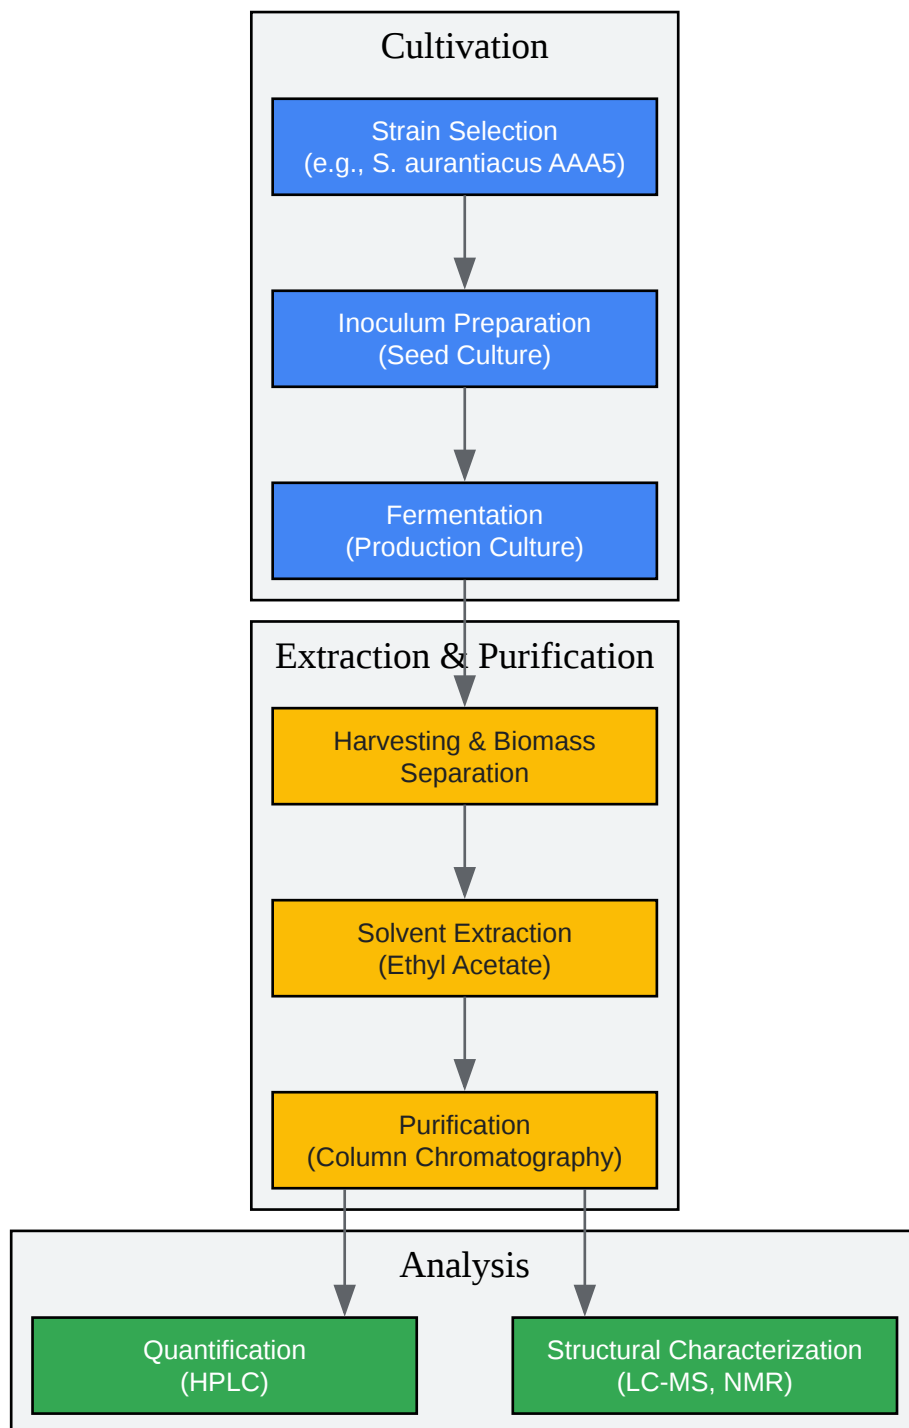 Cultivation
Strain Selection
(e.g., S. aurantiacus AAA5)
Inoculum Preparation
(Seed Culture)
Fermentation
(Production Culture)
Extraction & Purification
Harvesting & Biomass
Separation
Solvent Extraction
(Ethyl Acetate)
Purification
(Column Chromatography)
Analysis
Quantification
(HPLC)
Structural Characterization
(LC-MS, NMR)